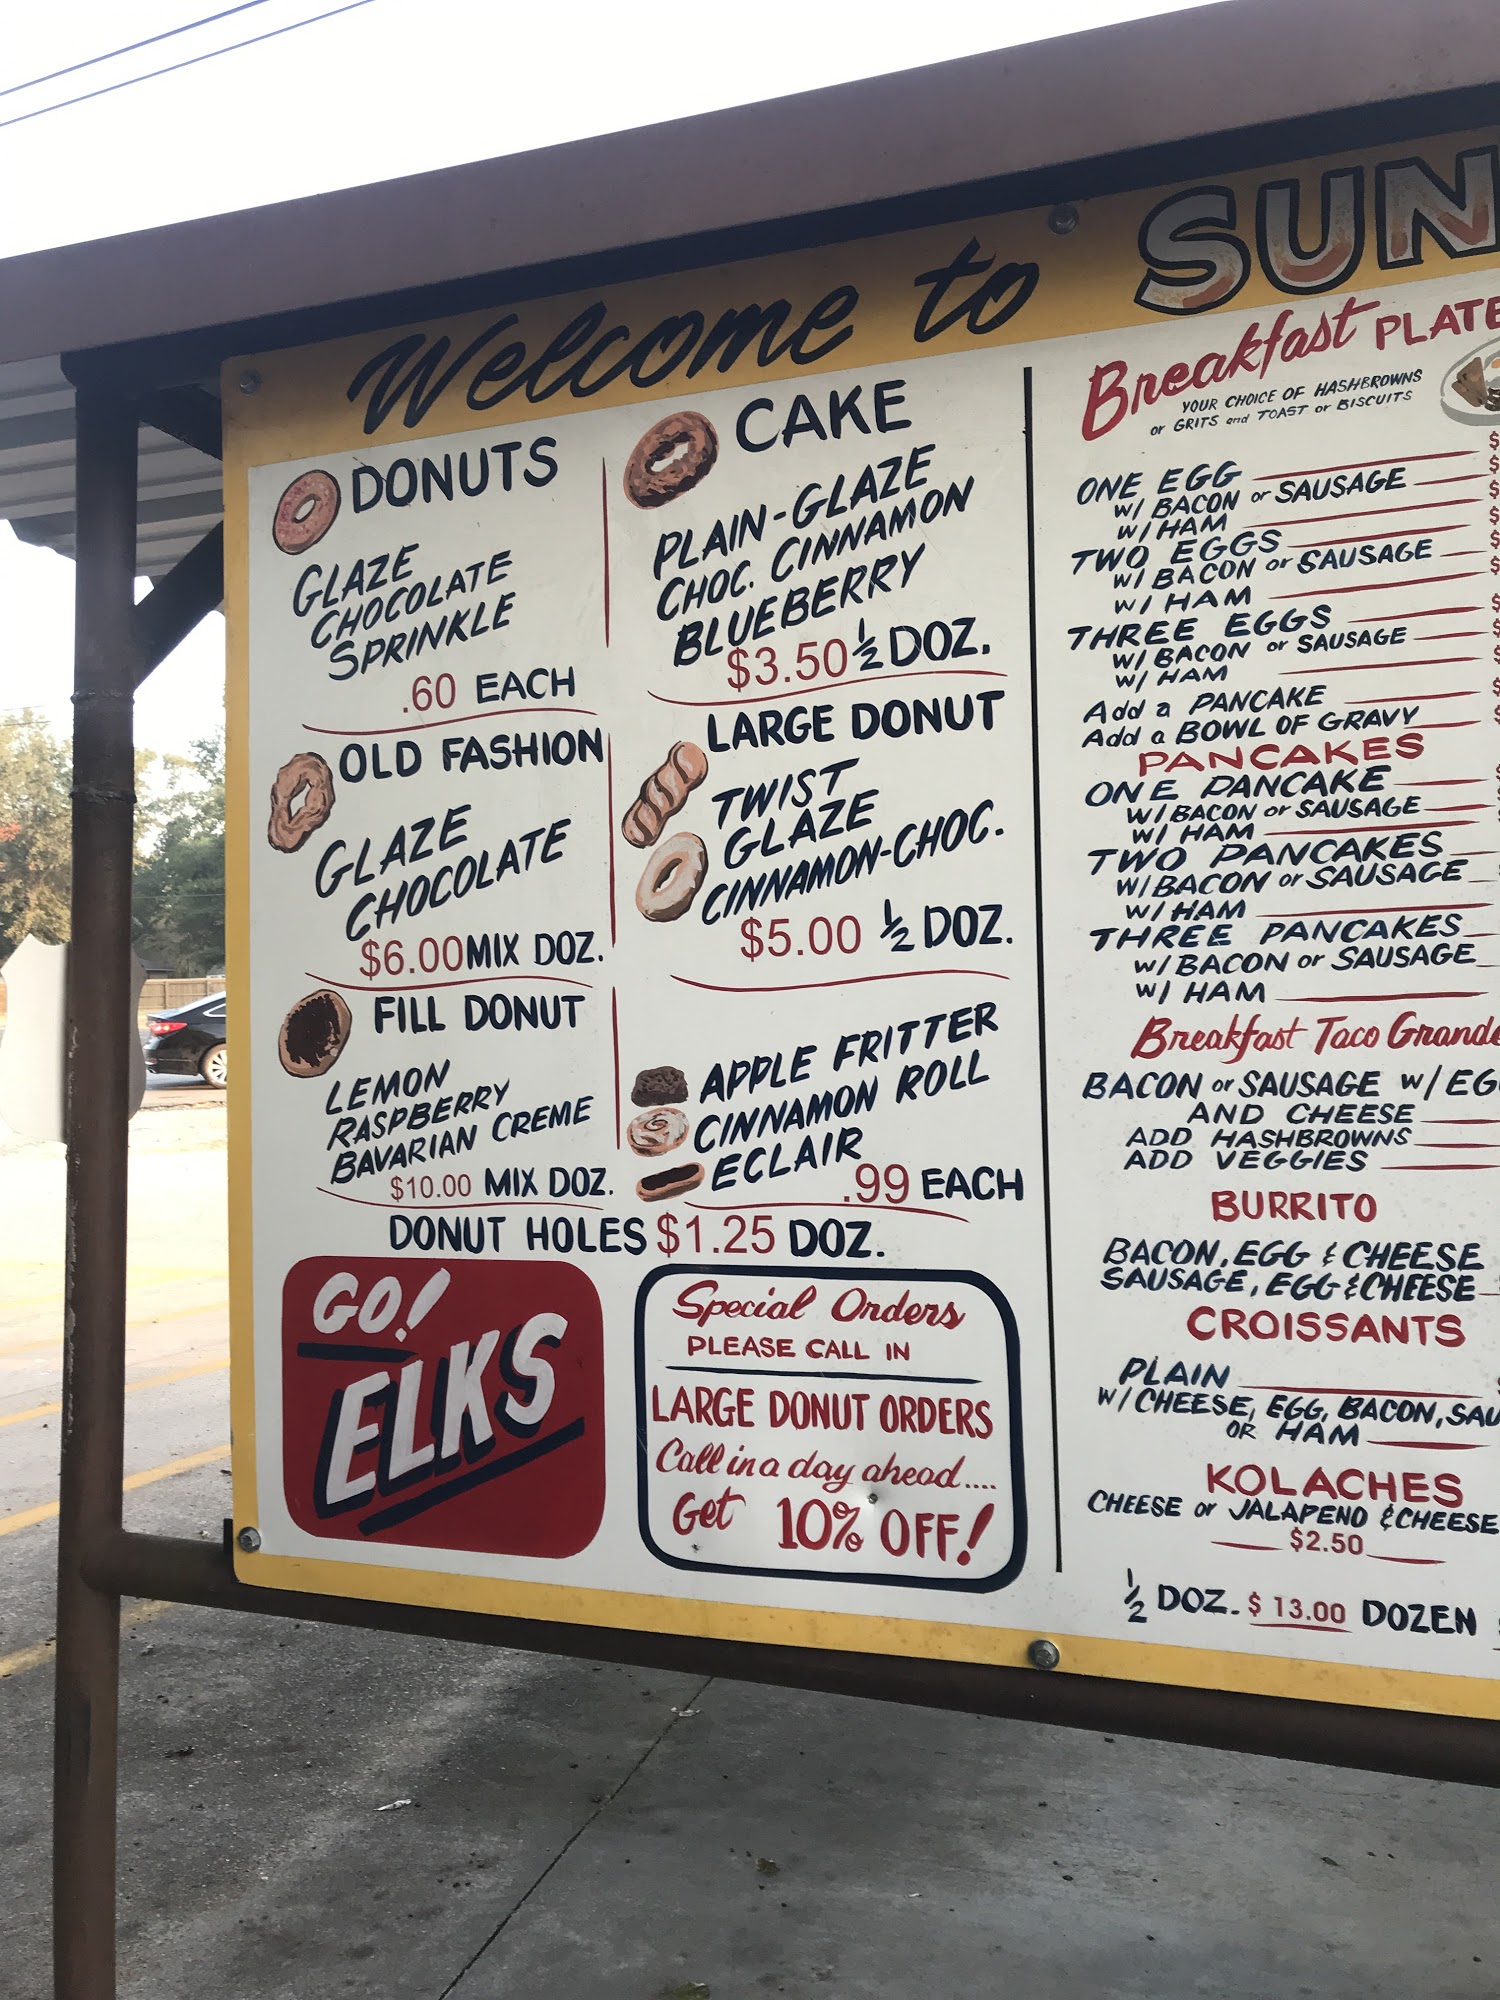 Welcome to SUN
DONUTS
GLAZE
CHOCOLATE
SPRINKLE
.60 EACH
OLD FASHION
GLAZE
CHOCOLATE
$6.00 MIX DOZ.
FILL DONUT
LEMON
RASPBERRY
BAVARIAN CREME
$10.00 MIX DOZ.
CAKE
PLAIN-GLAZE
CHOC. CINNAMON
BLUEBERRY
$3.50 1/2 DOZ.
LARGE DONUT
TWIST
GLAZE
CINNAMON-CHOC.
$5.00 1/2 DOZ.
APPLE FRITTER
CINNAMON ROLL
ECLAIR
.99 EACH
DONUT HOLES $1.25 DOZ.
GO!
ELKS
Special Orders
PLEASE CALL IN
LARGE DONUT ORDERS
Call in a day ahead....
Get 10% OFF!
Breakfast PLATE
YOUR CHOICE OF HASHBROWNS
or GRITS and TOAST or BISCUITS
ONE EGG $
W/ BACON or SAUSAGE $
W/ HAM $
TWO EGGS $
W/ BACON or SAUSAGE $
W/ HAM $
THREE EGGS $
W/ BACON or SAUSAGE $
W/ HAM $
Add a PANCAKE $
Add a BOWL OF GRAVY $
PANCAKES
ONE PANCAKE
W/ BACON or SAUSAGE
W/ HAM
TWO PANCAKES
W/ BACON or SAUSAGE
W/ HAM
THREE PANCAKES
W/ BACON or SAUSAGE
W/ HAM
Breakfast Taco Grande
BACON or SAUSAGE W/ EG
AND CHEESE
ADD HASHBROWNS
ADD VEGGIES
BURRITO
BACON, EGG & CHEESE
SAUSAGE, EGG & CHEESE
CROISSANTS
PLAIN
W/ CHEESE, EGG, BACON, SAU
OR HAM
KOLACHES
CHEESE or JALAPENO & CHEESE
$2.50
1/2 DOZ. $13.00 DOZEN